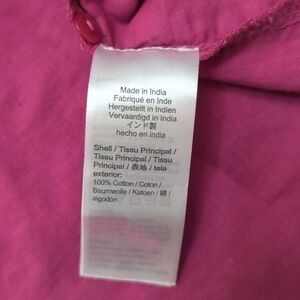 Made in India
Fabriqué en Inde
Hergestellt in Indien
Vervaardigd in India
インド製
hecho en india
Shell / Tissu Principal /
Tissu Principal / Tissu
Principal / 表地 / tela
exterior:
100% Cotton / Coton /
Baumwolle / Katoen / 綿 /
algodón